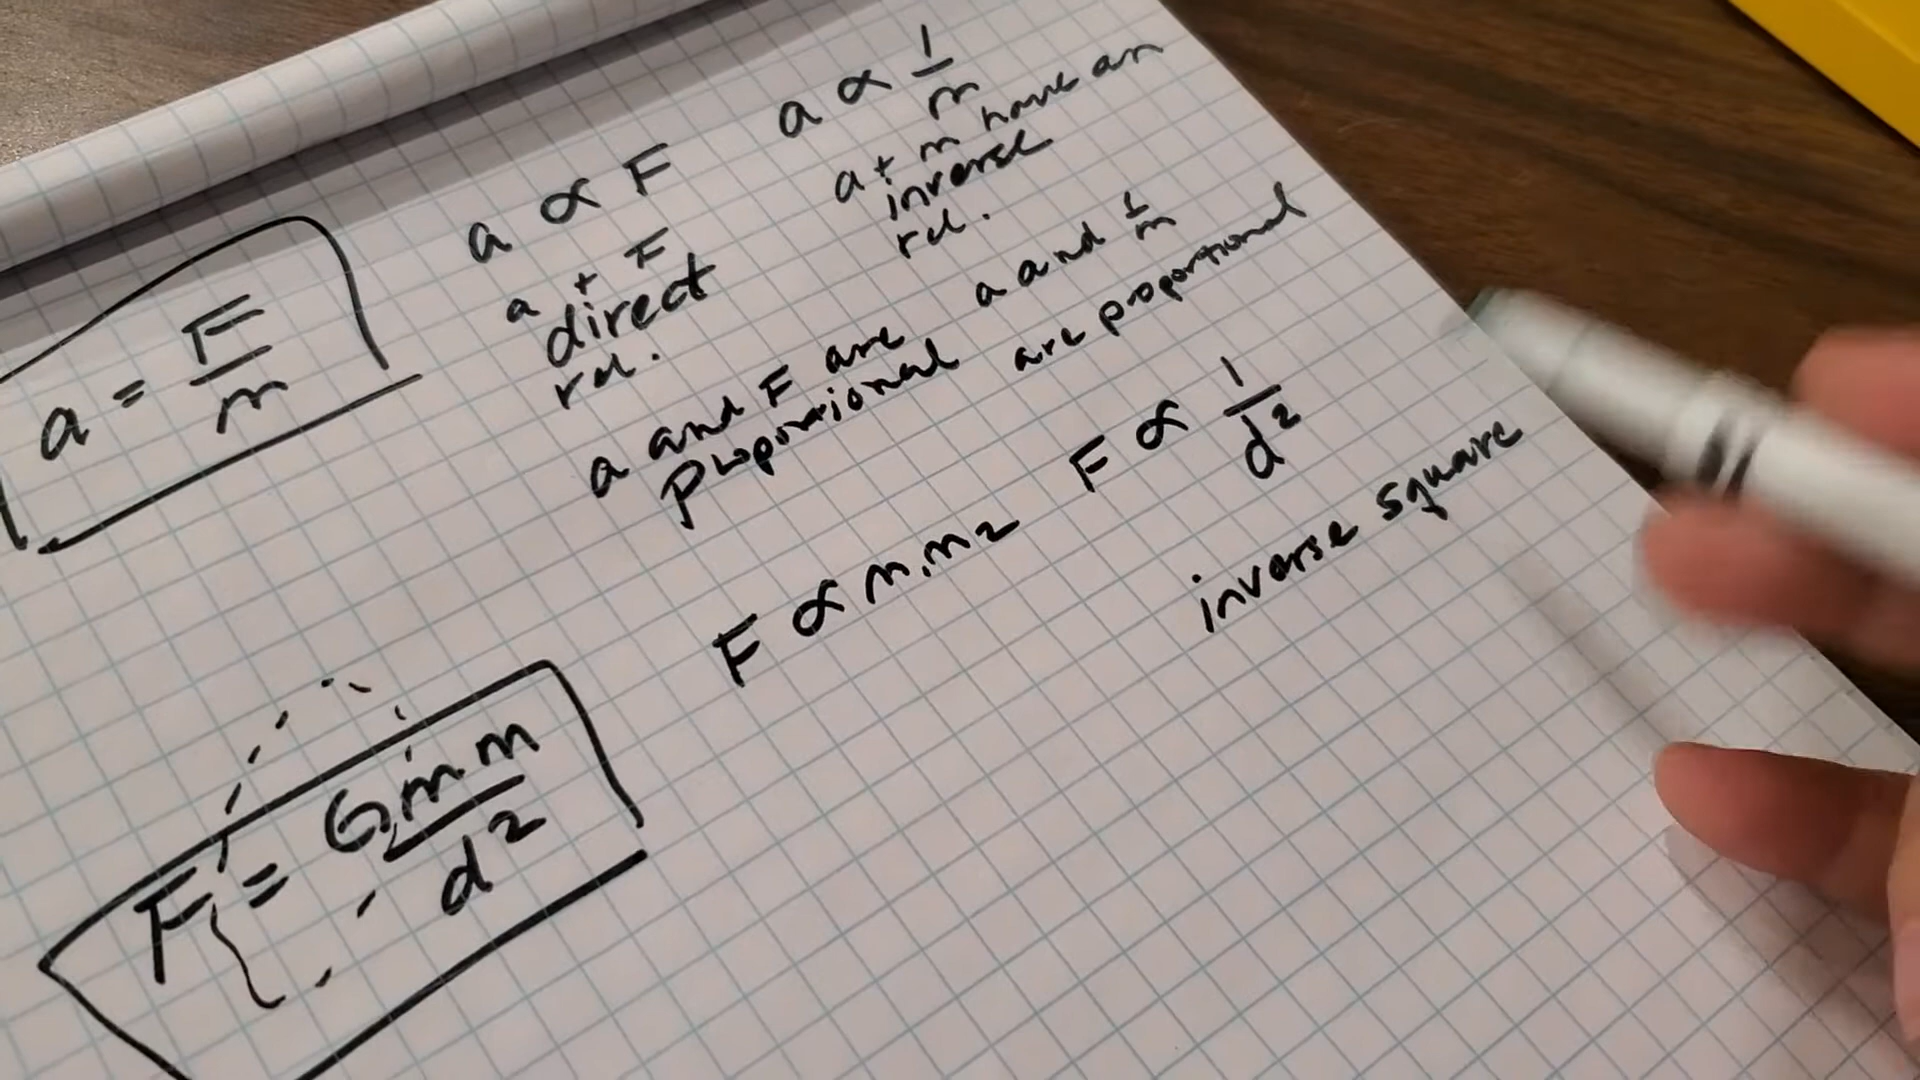 a = F/m
a ∝ F
a + F
direct
rel.
a and F are
proportional
a ∝ 1/m
a + m have an
inverse
rel.
a and 1/m
are proportional
F = G m m / d²
F ∝ m₁m₂
F ∝ 1/d²
inverse square